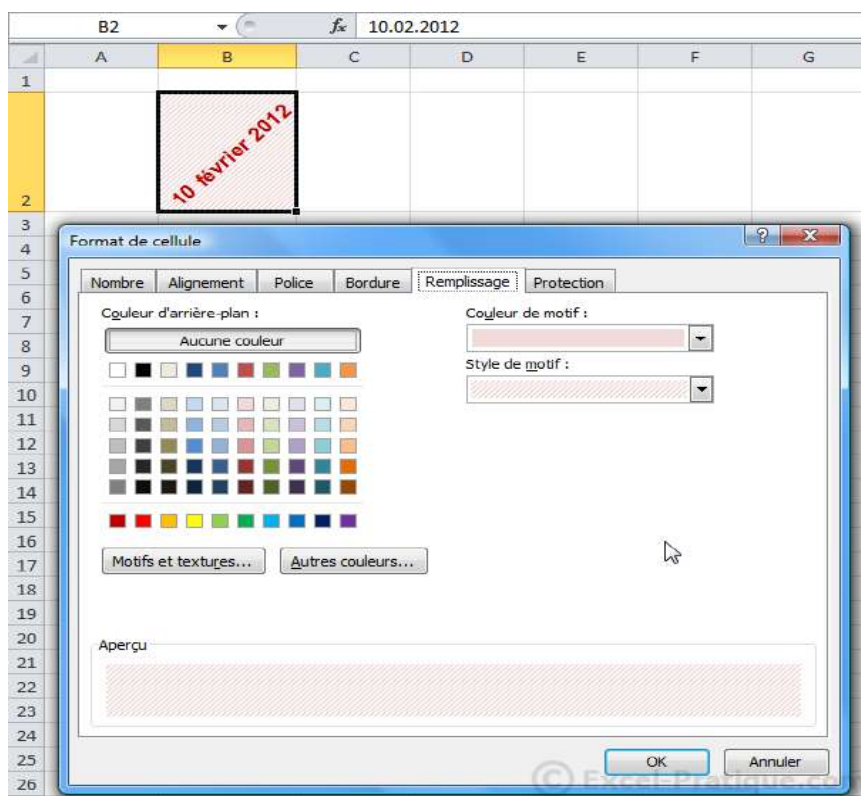 B2 fx 10.02.2012
A B C D E F G
1
10 février 2012
2
3
4
5
6
7
8
9
10
11
12
13
14
15
16
17
18
19
20
21
22
23
24
25
26
Format de cellule
Nombre Alignement Police Bordure Remplissage Protection
Couleur d'arrière-plan : Couleur de motif :
Aucune couleur
Style de motif :
Motifs et textures... Autres couleurs...
Aperçu
OK Annuler
© Excel-Pratique.com